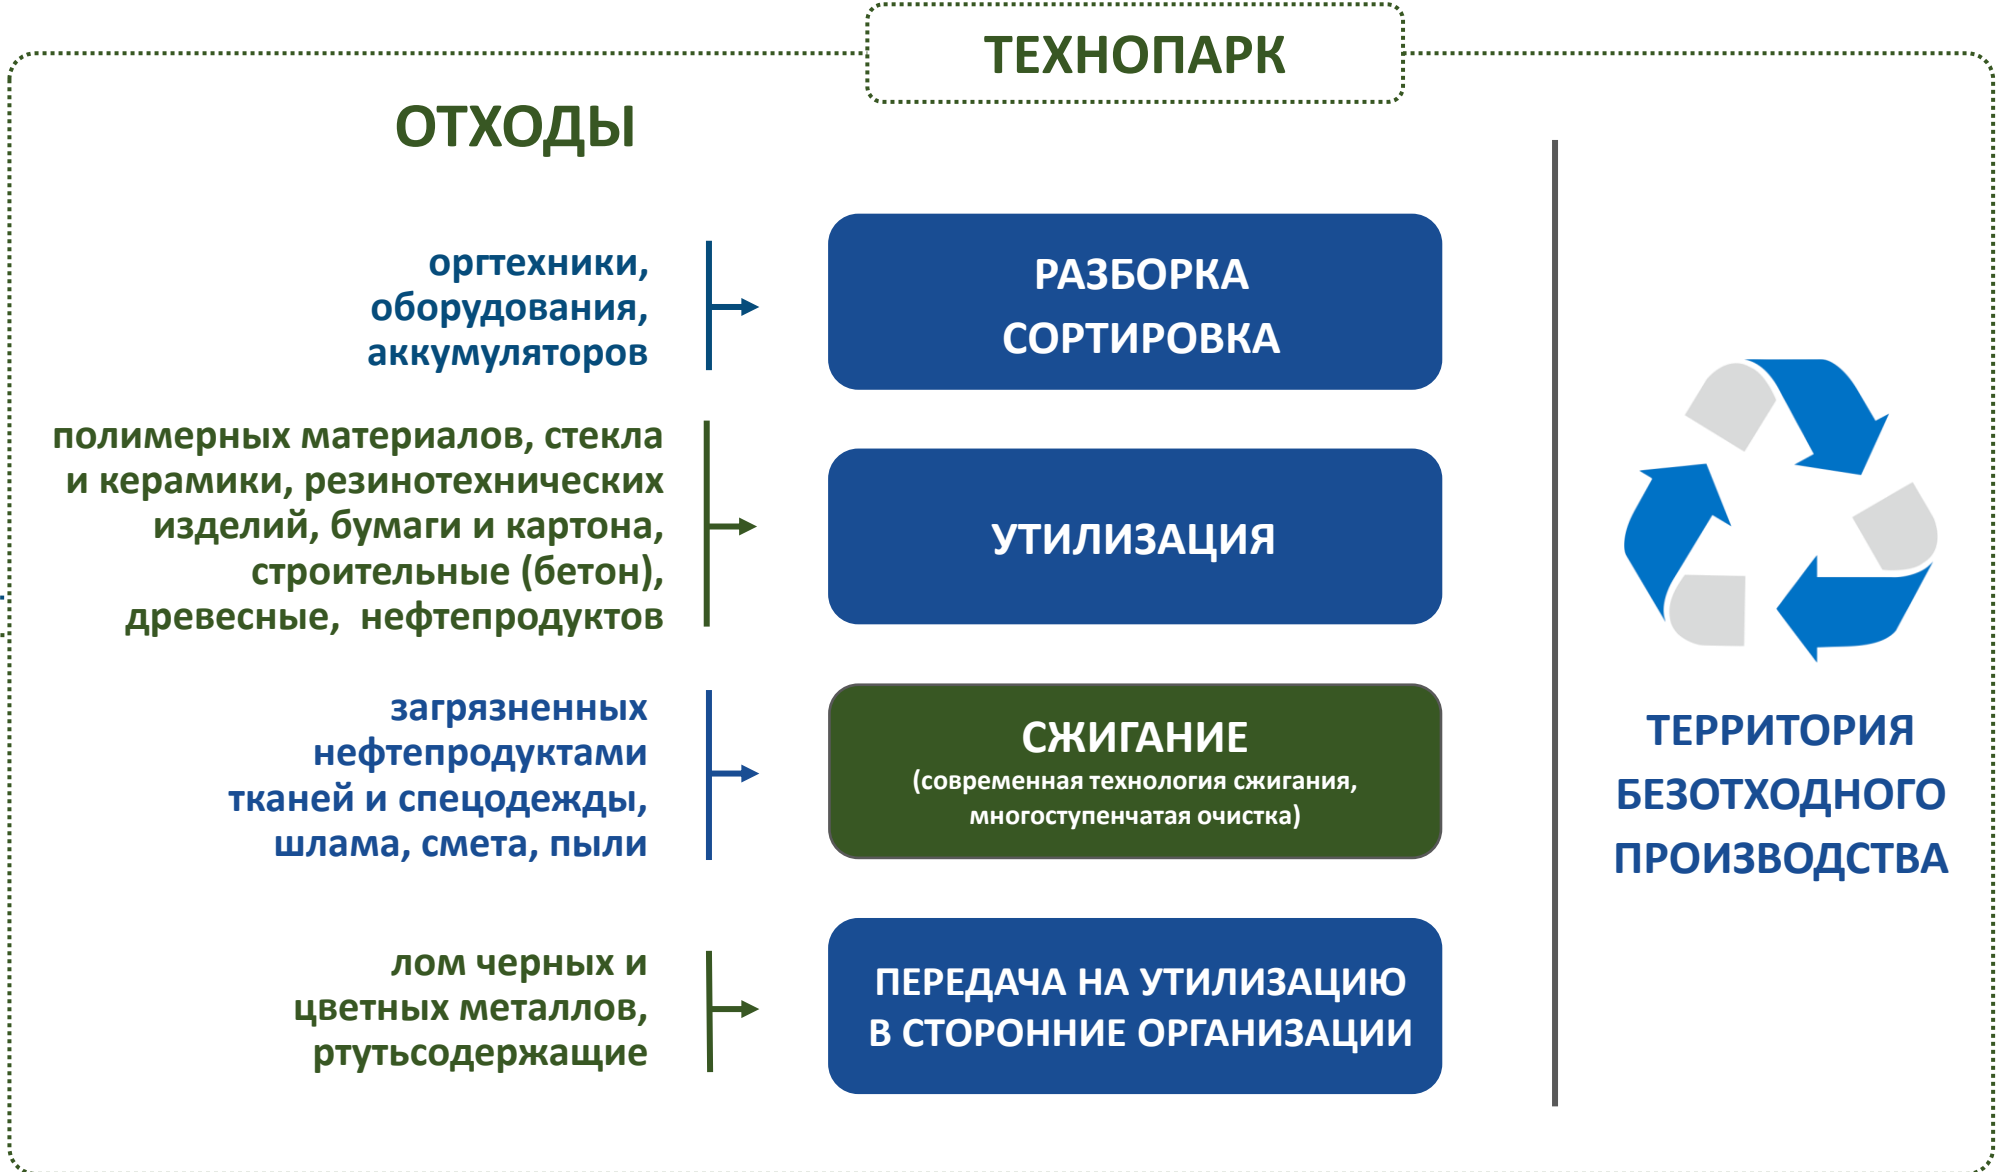 ТЕХНОПАРК
ОТХОДЫ
оргтехники,
оборудования,
аккумуляторов
РАЗБОРКА
СОРТИРОВКА
полимерных материалов, стекла
и керамики, резинотехнических
изделий, бумаги и картона,
строительные (бетон),
древесные, нефтепродуктов
УТИЛИЗАЦИЯ
загрязненных
нефтепродуктами
тканей и спецодежды,
шлама, смета, пыли
СЖИГАНИЕ
(современная технология сжигания,
многоступенчатая очистка)
лом черных и
цветных металлов,
ртутьсодержащие
ПЕРЕДАЧА НА УТИЛИЗАЦИЮ
В СТОРОННИЕ ОРГАНИЗАЦИИ
ТЕРРИТОРИЯ
БЕЗОТХОДНОГО
ПРОИЗВОДСТВА